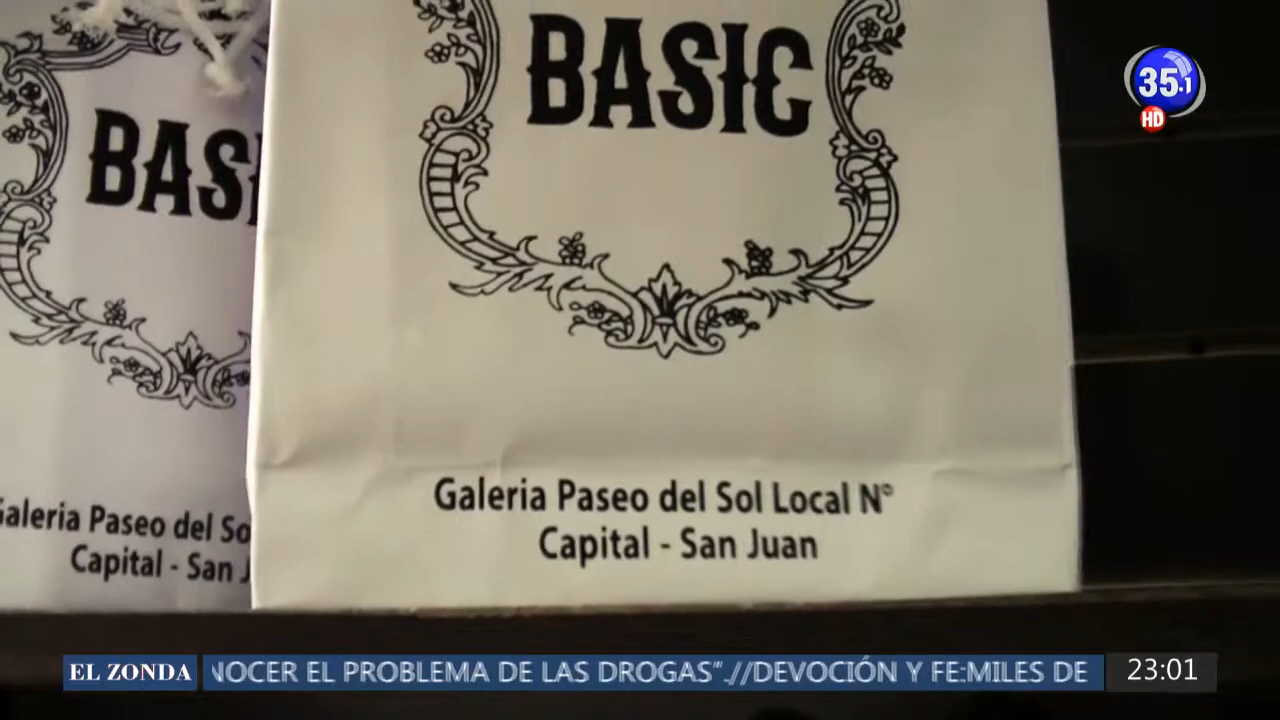 BASIC
35.1
HD
BASI
Galeria Paseo del Sol Local N°
Capital - San Juan
Galeria Paseo del So
Capital - San J
EL ZONDA
NOCER EL PROBLEMA DE LAS DROGAS".//DEVOCIÓN Y FE:MILES DE
23:01